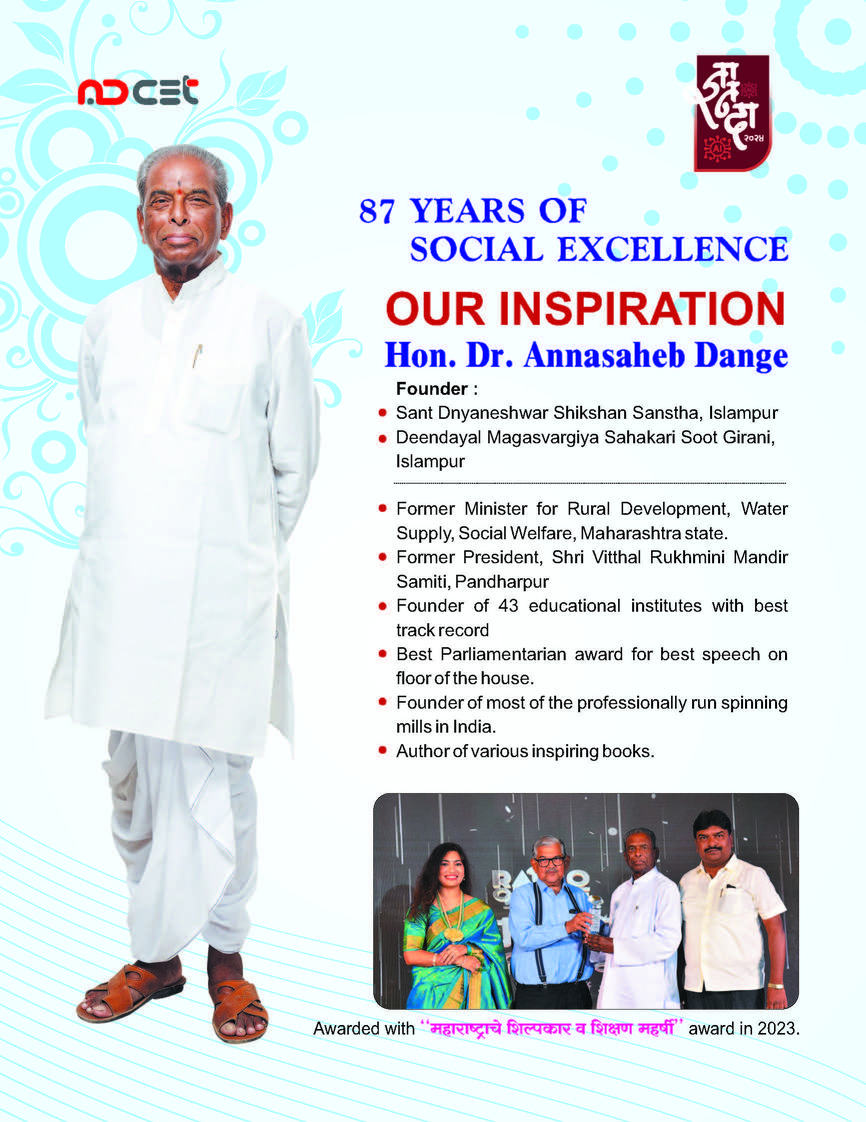 ADCET
२०२४
AI
87 YEARS OF
SOCIAL EXCELLENCE
OUR INSPIRATION
Hon. Dr. Annasaheb Dange
Founder :
Sant Dnyaneshwar Shikshan Sanstha, Islampur
Deendayal Magasvargiya Sahakari Soot Girani,
Islampur
Former Minister for Rural Development, Water
Supply, Social Welfare, Maharashtra state.
Former President, Shri Vitthal Rukhmini Mandir
Samiti, Pandharpur
Founder of 43 educational institutes with best
track record
Best Parliamentarian award for best speech on
floor of the house.
Founder of most of the professionally run spinning
mills in India.
Author of various inspiring books.
Awarded with “महाराष्ट्राचे शिल्पकार व शिक्षण महर्षी” award in 2023.